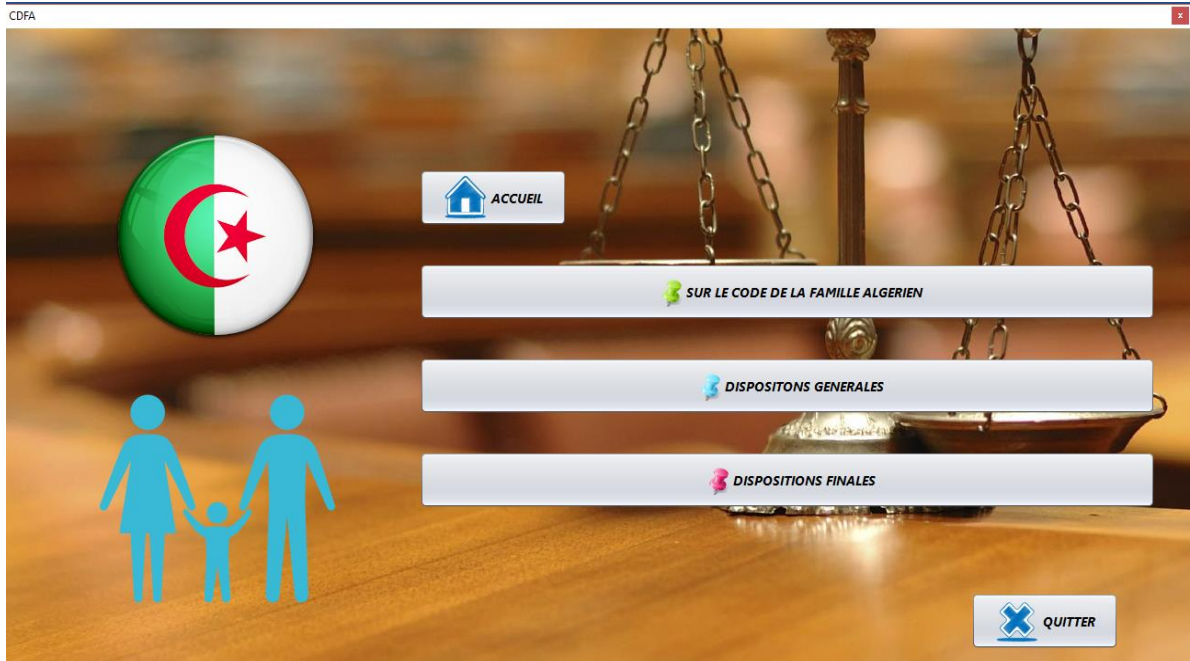 CDFA
x
ACCUEIL
SUR LE CODE DE LA FAMILLE ALGERIEN
DISPOSITONS GENERALES
DISPOSITIONS FINALES
QUITTER